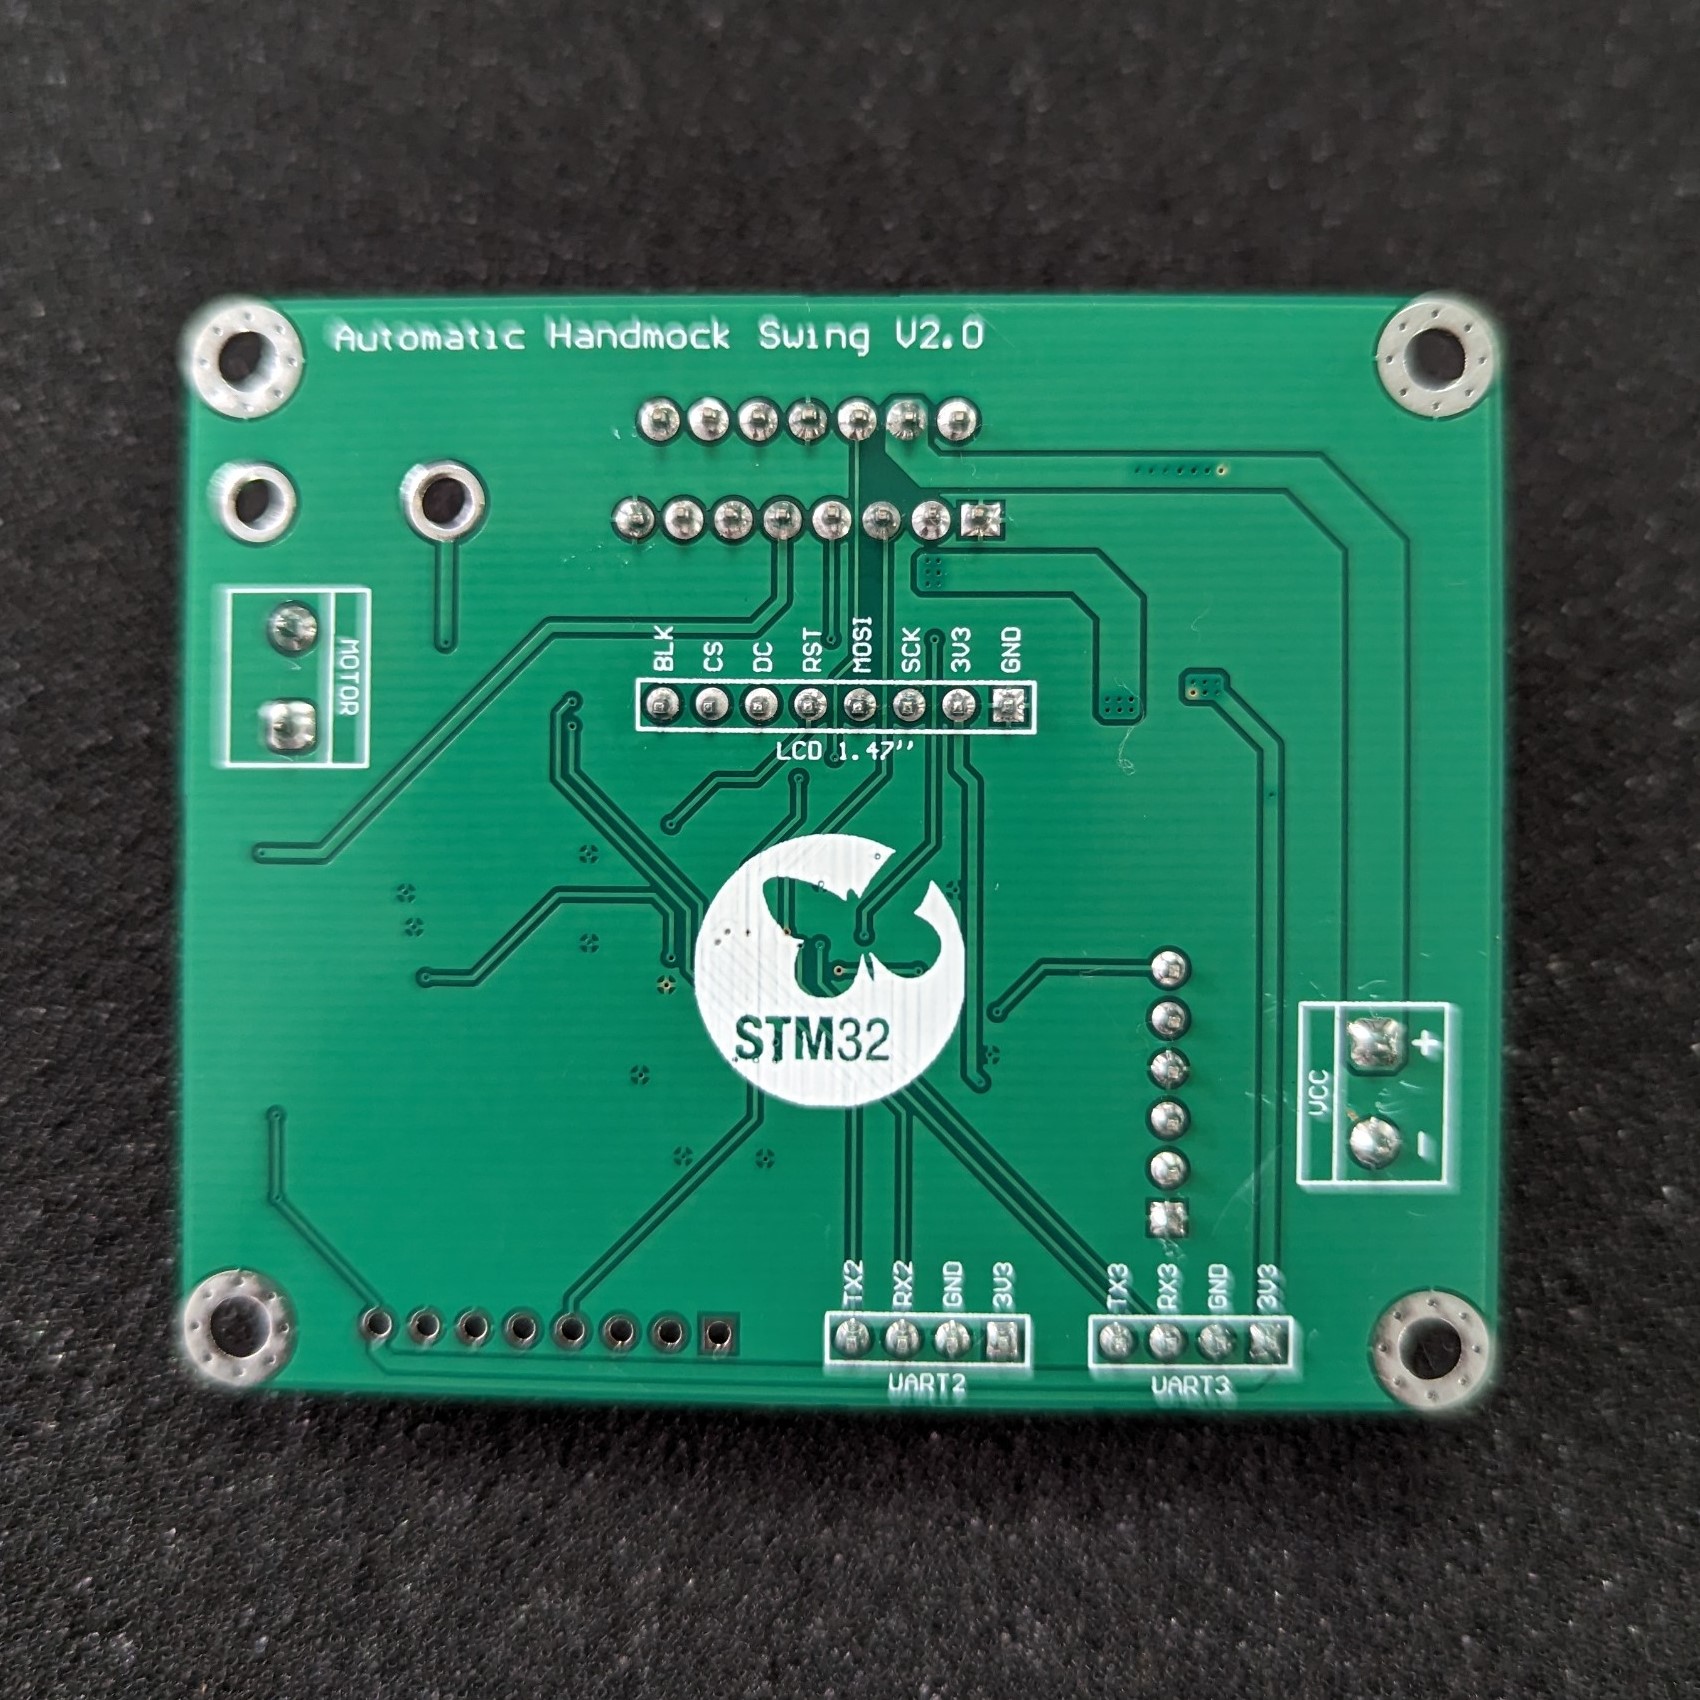 Automatic Handmock Swing V2.0
MOTOR
BLK
CS
DC
RST
MOSI
SCK
3V3
GND
LCD 1.47"
STM32
VCC
+
-
TX2
RX2
GND
3V3
UART2
TX3
RX3
GND
3V3
UART3